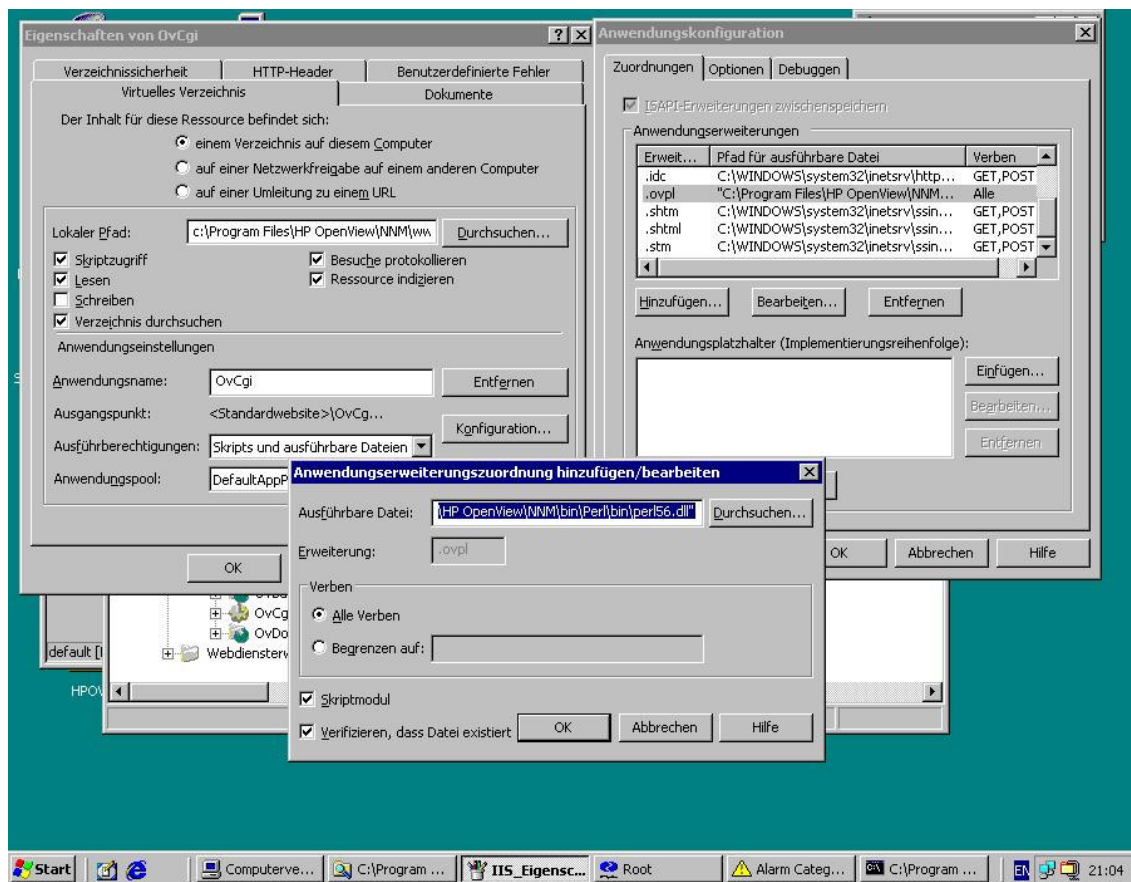 Eigenschaften von OvCgi
Verzeichnissicherheit HTTP-Header Benutzerdefinierte Fehler
Virtuelles Verzeichnis Dokumente
Der Inhalt für diese Ressource befindet sich:
einem Verzeichnis auf diesem Computer
auf einer Netzwerkfreigabe auf einem anderen Computer
auf einer Umleitung zu einem URL
Lokaler Pfad: c:\Program Files\HP OpenView\NNM\ww Durchsuchen...
Skriptzugriff Besuche protokollieren
Lesen Ressource indizieren
Schreiben
Verzeichnis durchsuchen
Anwendungseinstellungen
Anwendungsname: OvCgi Entfernen
Ausgangspunkt: <Standardwebsite>\OvCg...
Konfiguration...
Ausführberechtigungen: Skripts und ausführbare Dateien
Anwendungspool: DefaultAppP
OK
Anwendungskonfiguration
Zuordnungen Optionen Debuggen
ISAPI-Erweiterungen zwischenspeichern
Anwendungserweiterungen
Erweit... Pfad für ausführbare Datei Verben
.idc C:\WINDOWS\system32\inetsrv\http... GET,POST
.ovpl "C:\Program Files\HP OpenView\NNM... Alle
.shtm C:\WINDOWS\system32\inetsrv\ssin... GET,POST
.shtml C:\WINDOWS\system32\inetsrv\ssin... GET,POST
.stm C:\WINDOWS\system32\inetsrv\ssin... GET,POST
Hinzufügen... Bearbeiten... Entfernen
Anwendungsplatzhalter (Implementierungsreihenfolge):
Einfügen...
Bearbeiten...
Entfernen
OK Abbrechen Hilfe
Anwendungserweiterungszuordnung hinzufügen/bearbeiten
Ausführbare Datei: \HP OpenView\NNM\bin\Perl\bin\perl56.dll" Durchsuchen...
Erweiterung: .ovpl
Verben
Alle Verben
Begrenzen auf:
Skriptmodul
Verifizieren, dass Datei existiert OK Abbrechen Hilfe
OvCg
OvDo
default [ Webdiensterw
HPOV
Start Computerve... C:\Program ... IIS_Eigensc... Root Alarm Categ... C:\Program ... EN 21:04